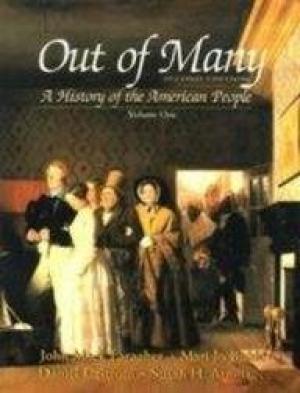 Out of Many
A History of the American People
Volume One
John Mack Faragher • Mari Jo Buhle
Daniel Czitrom • Susan H. Armitage